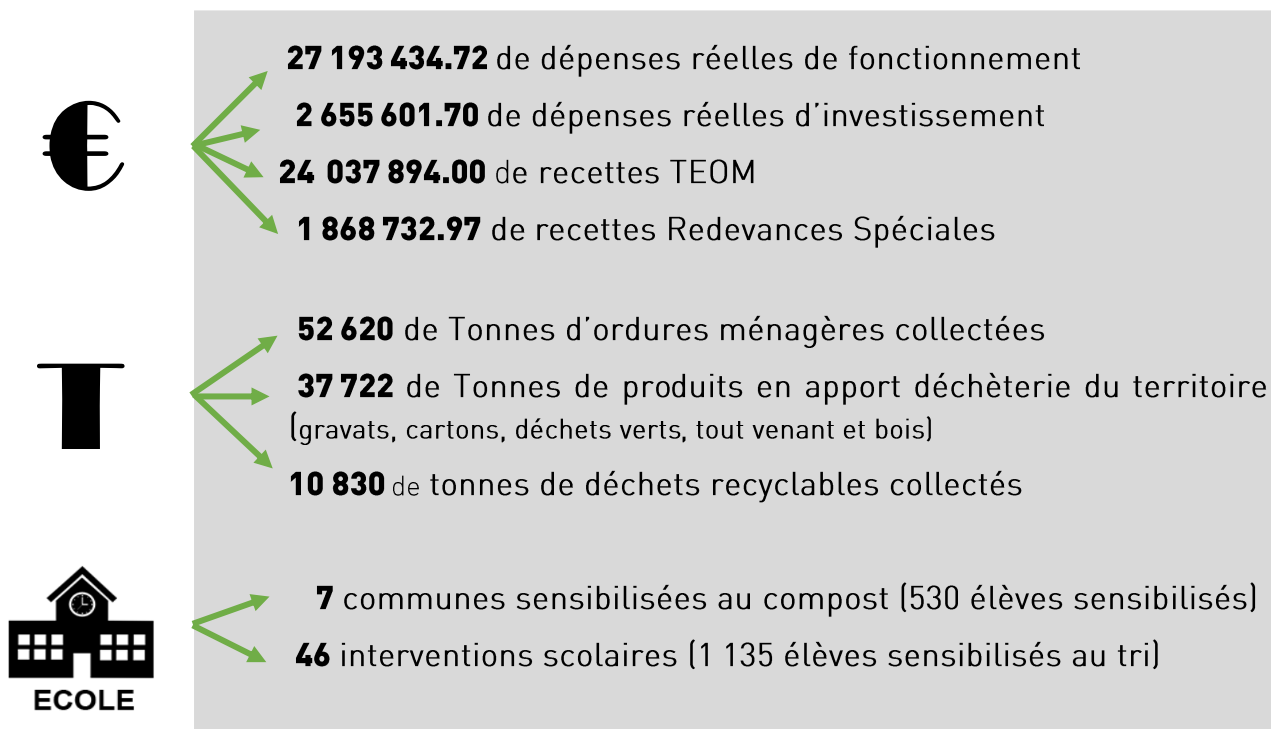 €
27 193 434.72 de dépenses réelles de fonctionnement
2 655 601.70 de dépenses réelles d'investissement
24 037 894.00 de recettes TEOM
1 868 732.97 de recettes Redevances Spéciales
T
52 620 de Tonnes d'ordures ménagères collectées
37 722 de Tonnes de produits en apport déchèterie du territoire
(gravats, cartons, déchets verts, tout venant et bois)
10 830 de tonnes de déchets recyclables collectés
ECOLE
7 communes sensibilisées au compost (530 élèves sensibilisés)
46 interventions scolaires (1 135 élèves sensibilisés au tri)